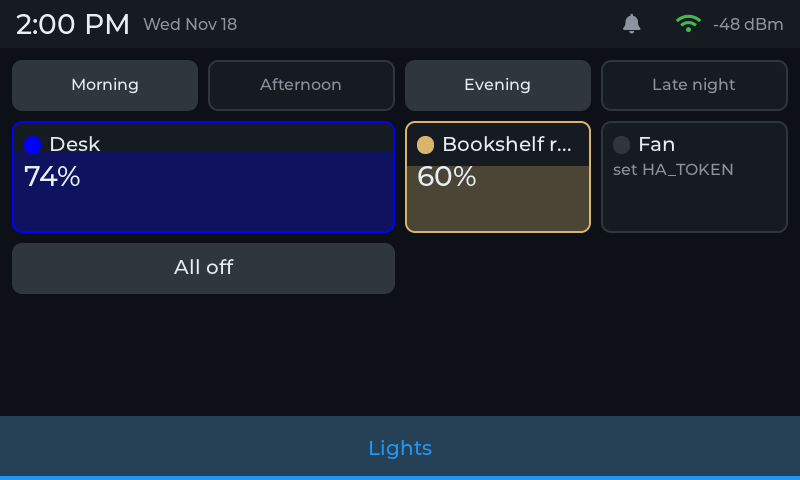 2:00 PM Wed Nov 18 -48 dBm
Morning Afternoon Evening Late night
Desk Bookshelf r... Fan
74% 60% set HA_TOKEN
All off
Lights